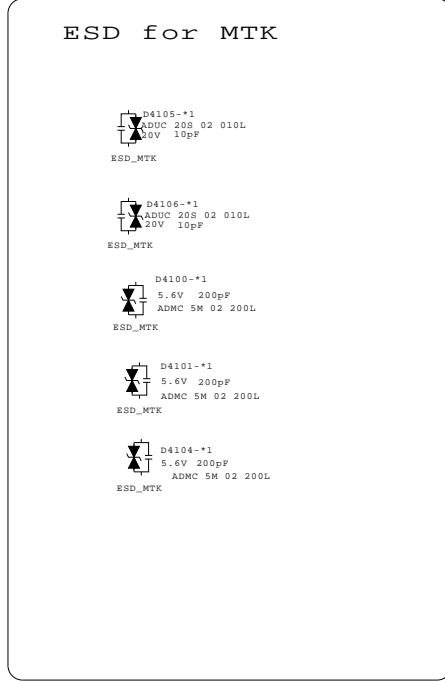 ESD for MTK
D4105-*1
ADUC 20S 02 010L
20V 10pF
ESD_MTK
D4106-*1
ADUC 20S 02 010L
20V 10pF
ESD_MTK
D4100-*1
5.6V 200pF
ADMC 5M 02 200L
ESD_MTK
D4101-*1
5.6V 200pF
ADMC 5M 02 200L
ESD_MTK
D4104-*1
5.6V 200pF
ADMC 5M 02 200L
ESD_MTK